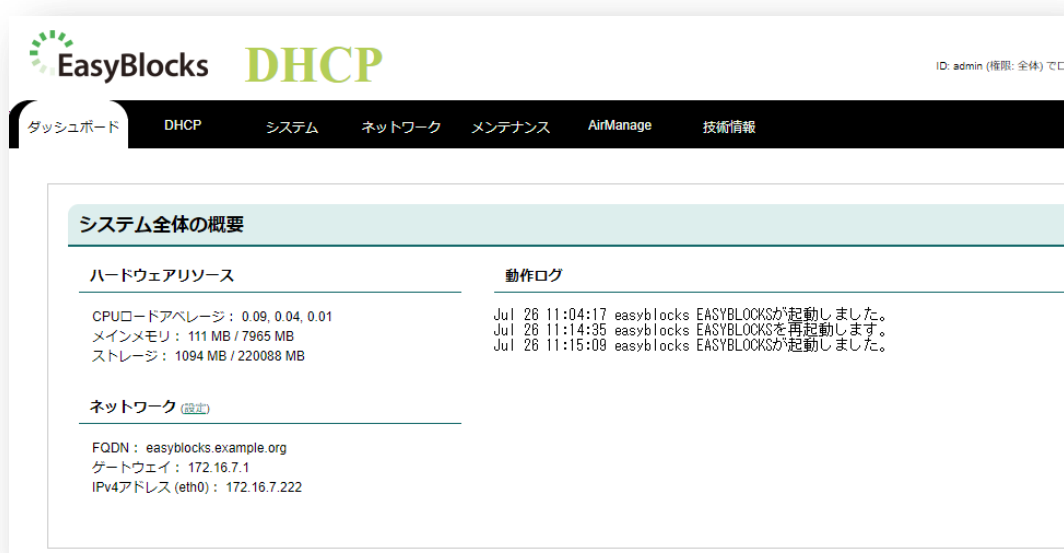 EasyBlocks DHCP
ID: admin (権限: 全体) でロ
ダッシュボード DHCP システム ネットワーク メンテナンス AirManage 技術情報
システム全体の概要
ハードウェアリソース
CPUロードアベレージ： 0.09, 0.04, 0.01
メインメモリ： 111 MB / 7965 MB
ストレージ： 1094 MB / 220088 MB
動作ログ
Jul 26 11:04:17 easyblocks EASYBLOCKSが起動しました。
Jul 26 11:14:35 easyblocks EASYBLOCKSを再起動します。
Jul 26 11:15:09 easyblocks EASYBLOCKSが起動しました。
ネットワーク (設定)
FQDN： easyblocks.example.org
ゲートウェイ： 172.16.7.1
IPv4アドレス (eth0)： 172.16.7.222